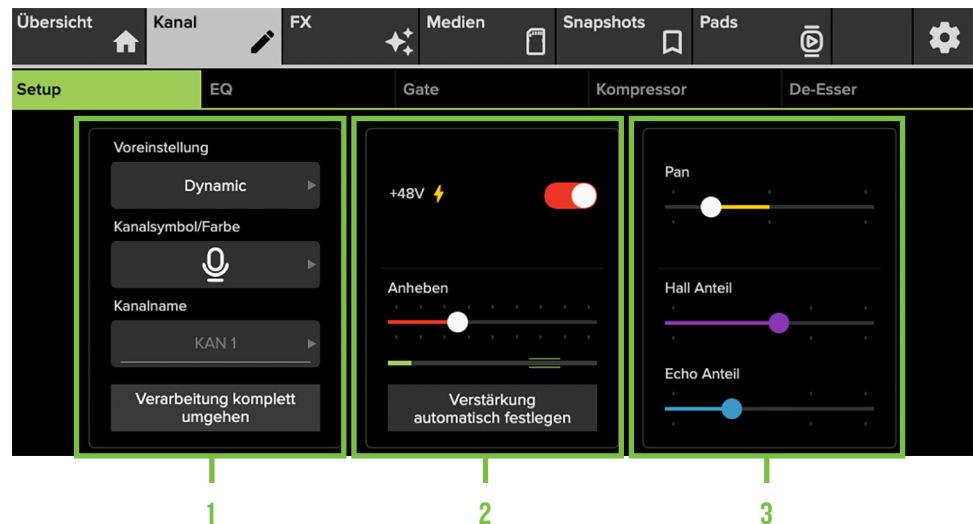 Übersicht
Kanal
FX
Medien
Snapshots
Pads
Setup
EQ
Gate
Kompressor
De-Esser
Voreinstellung
Dynamic
Kanalsymbol/Farbe
Kanalname
KAN 1
Verarbeitung komplett
umgehen
+48V
Anheben
Verstärkung
automatisch festlegen
Pan
Hall Anteil
Echo Anteil
1
2
3